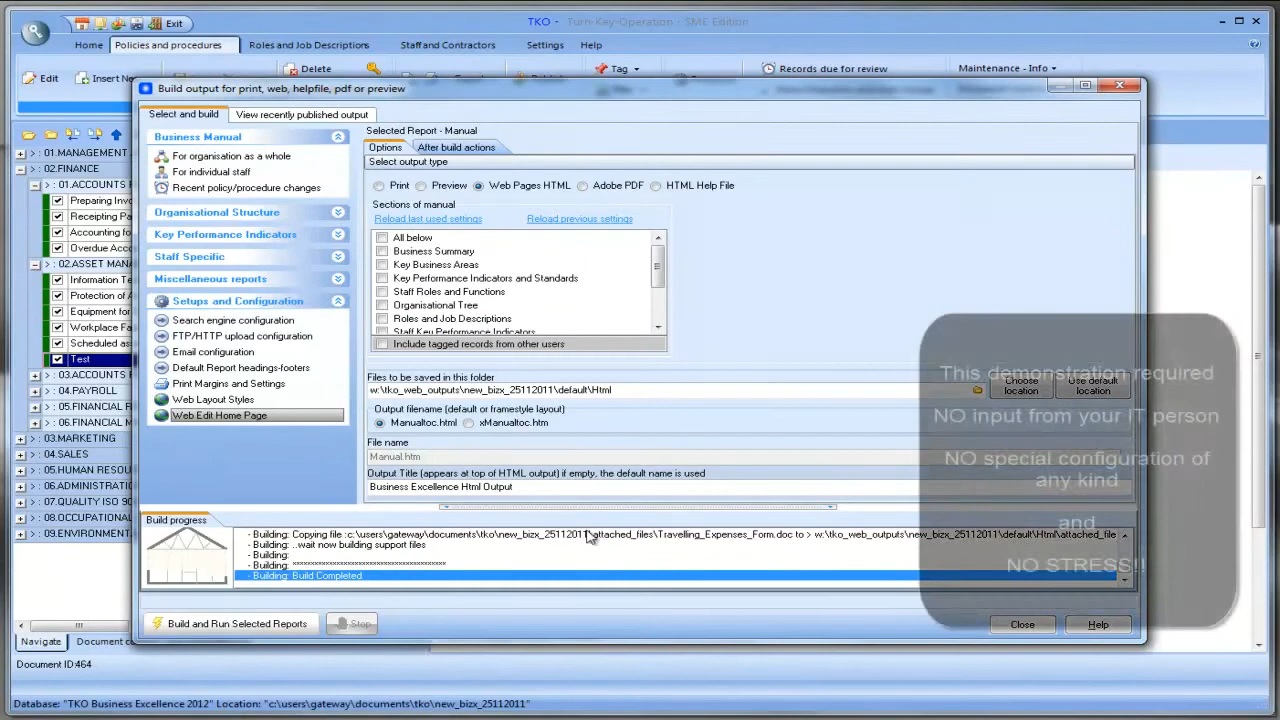 TKO - Turn-Key-Operation - SME Edition
Exit
Home
Policies and procedures
Roles and Job Descriptions
Staff and Contractors
Settings
Help
Edit
Insert Ne
Delete
Tag
Records due for review
Maintenance - Info
Build output for print, web, helpfile, pdf or preview
Select and build
View recently published output
Business Manual
For organisation as a whole
For individual staff
Recent policy/procedure changes
Organisational Structure
Key Performance Indicators
Staff Specific
Miscellaneous reports
Setups and Configuration
Search engine configuration
FTP/HTTP upload configuration
Email configuration
Default Report headings-footers
Print Margins and Settings
Web Layout Styles
Web Edit Home Page
Selected Report - Manual
Options
After build actions
Select output type
Print
Preview
Web Pages HTML
Adobe PDF
HTML Help File
Sections of manual
Reload last used settings
Reload previous settings
All below
Business Summary
Key Business Areas
Key Performance Indicators and Standards
Staff Roles and Functions
Organisational Tree
Roles and Job Descriptions
Staff Key Performance Indicators
Include tagged records from other users
Files to be saved in this folder
w:\tko_web_outputs\new_bizx_25112011\default\Html
Choose location
Use default location
Output filename (default or framestyle layout)
Manualtoc.html
xManualtoc.htm
File name
Manual.htm
Output Title (appears at top of HTML output) if empty, the default name is used
Business Excellence Html Output
Build progress
- Building: Copying file :c:\users\gateway\documents\tko\new_bizx_25112011\attached_files\Travelling_Expenses_Form.doc to > w:\tko_web_outputs\new_bizx_25112011\default\Html\attached_file
- Building: ..wait now building support files
- Building:
- Building: **********************************************
- Building: Build Completed
Build and Run Selected Reports
Stop
Close
Help
This demonstration required
NO input from your IT person
NO special configuration of
any kind
and
NO STRESS!!
01.MANAGEMENT
02.FINANCE
01.ACCOUNTS R
Preparing Invo
Receipting Pa
Accounting for
Overdue Acco
02.ASSET MAN
Information Te
Protection of A
Equipment for
Workplace Fa
Scheduled as
Test
03.ACCOUNTS
04.PAYROLL
05.FINANCIAL R
06.FINANCIAL M
03.MARKETING
04.SALES
05.HUMAN RESOU
06.ADMINISTRATI
07.QUALITY ISO 90
08.OCCUPATIONAL
09.ENVIRONMENT
Navigate
Document c
Document ID:464
Database: "TKO Business Excellence 2012" Location: "c:\users\gateway\documents\tko\new_bizx_25112011"